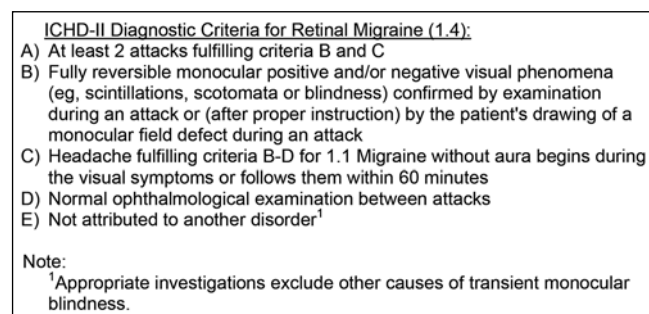 ICHD-II Diagnostic Criteria for Retinal Migraine (1.4):
A) At least 2 attacks fulfilling criteria B and C
B) Fully reversible monocular positive and/or negative visual phenomena
(eg, scintillations, scotomata or blindness) confirmed by examination
during an attack or (after proper instruction) by the patient's drawing of a
monocular field defect during an attack
C) Headache fulfilling criteria B-D for 1.1 Migraine without aura begins during
the visual symptoms or follows them within 60 minutes
D) Normal ophthalmological examination between attacks
E) Not attributed to another disorder¹
Note:
¹Appropriate investigations exclude other causes of transient monocular
blindness.